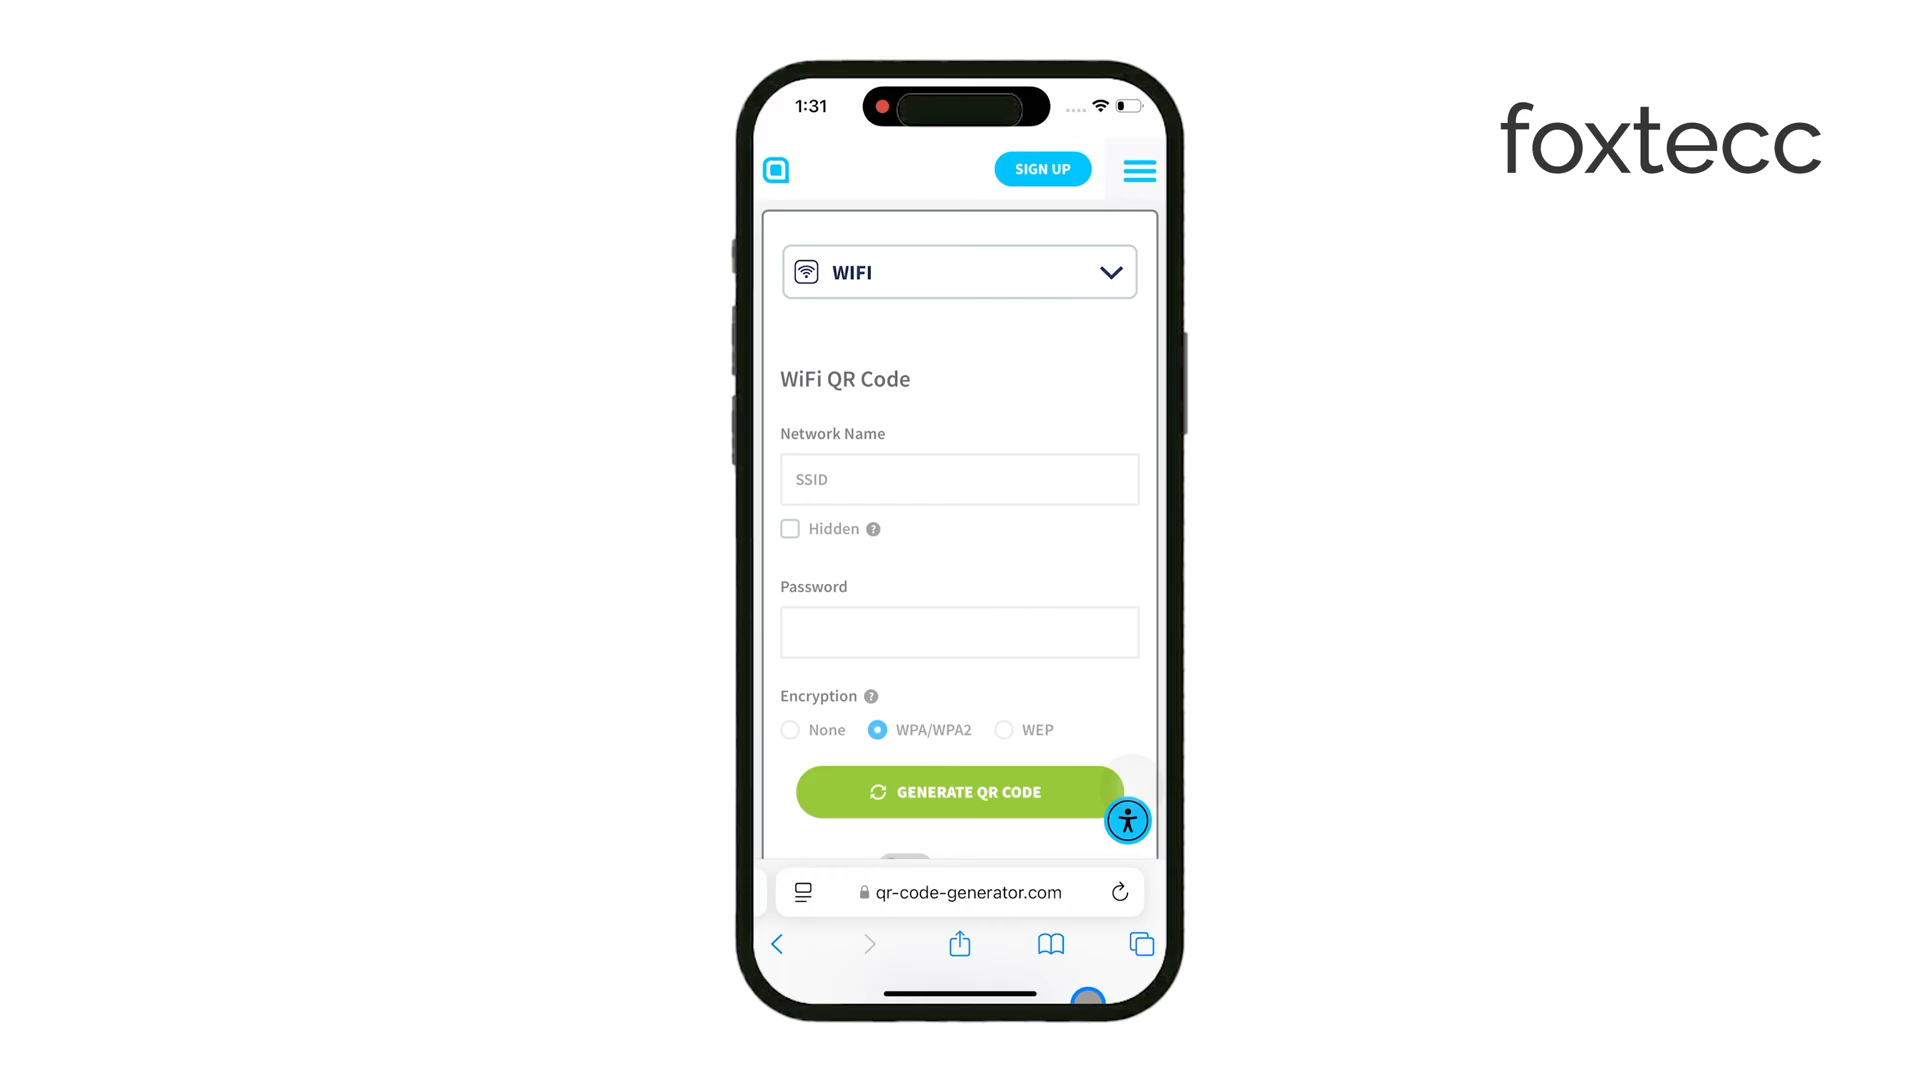 1:31
foxtecc
SIGN UP
WIFI
WiFi QR Code
Network Name
SSID
Hidden ?
Password
Encryption ?
None WPA/WPA2 WEP
GENERATE QR CODE
qr-code-generator.com